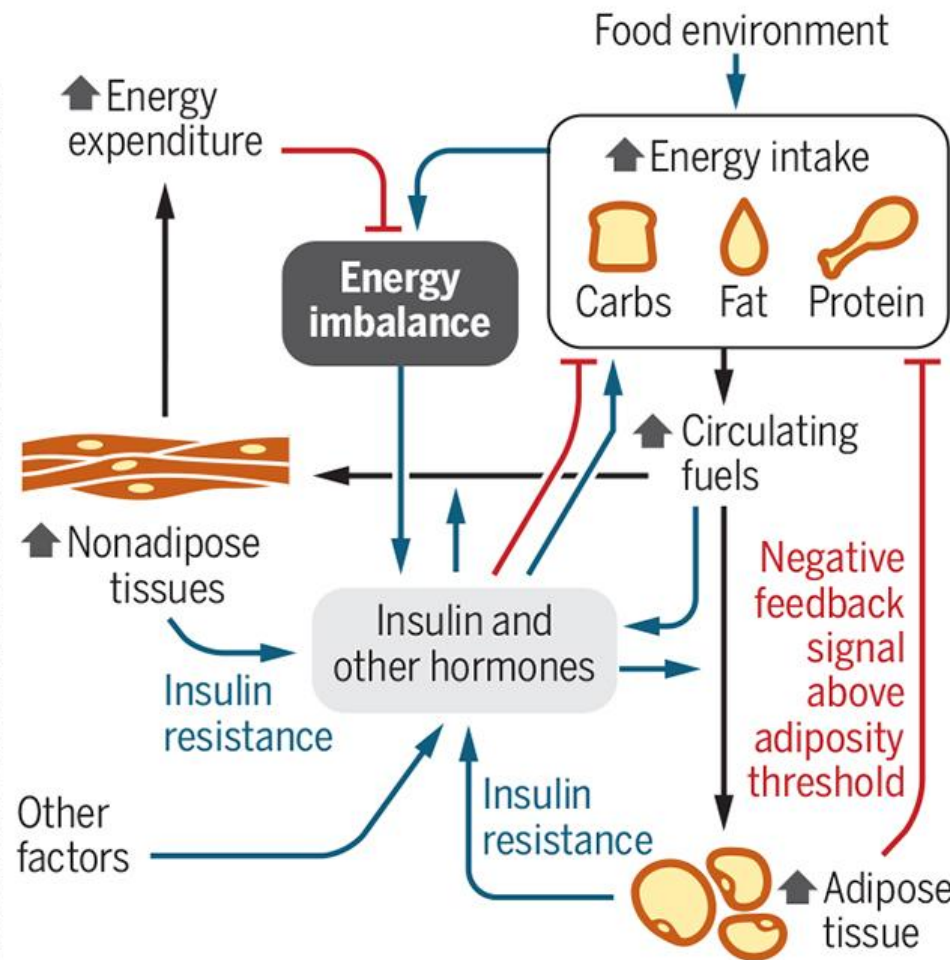 Food environment
Energy
expenditure
Energy intake
Carbs
Fat
Protein
Energy
imbalance
Circulating
fuels
Nonadipose
tissues
Insulin
resistance
Insulin and
other hormones
Negative
feedback
signal
above
adiposity
threshold
Other
factors
Insulin
resistance
Adipose
tissue